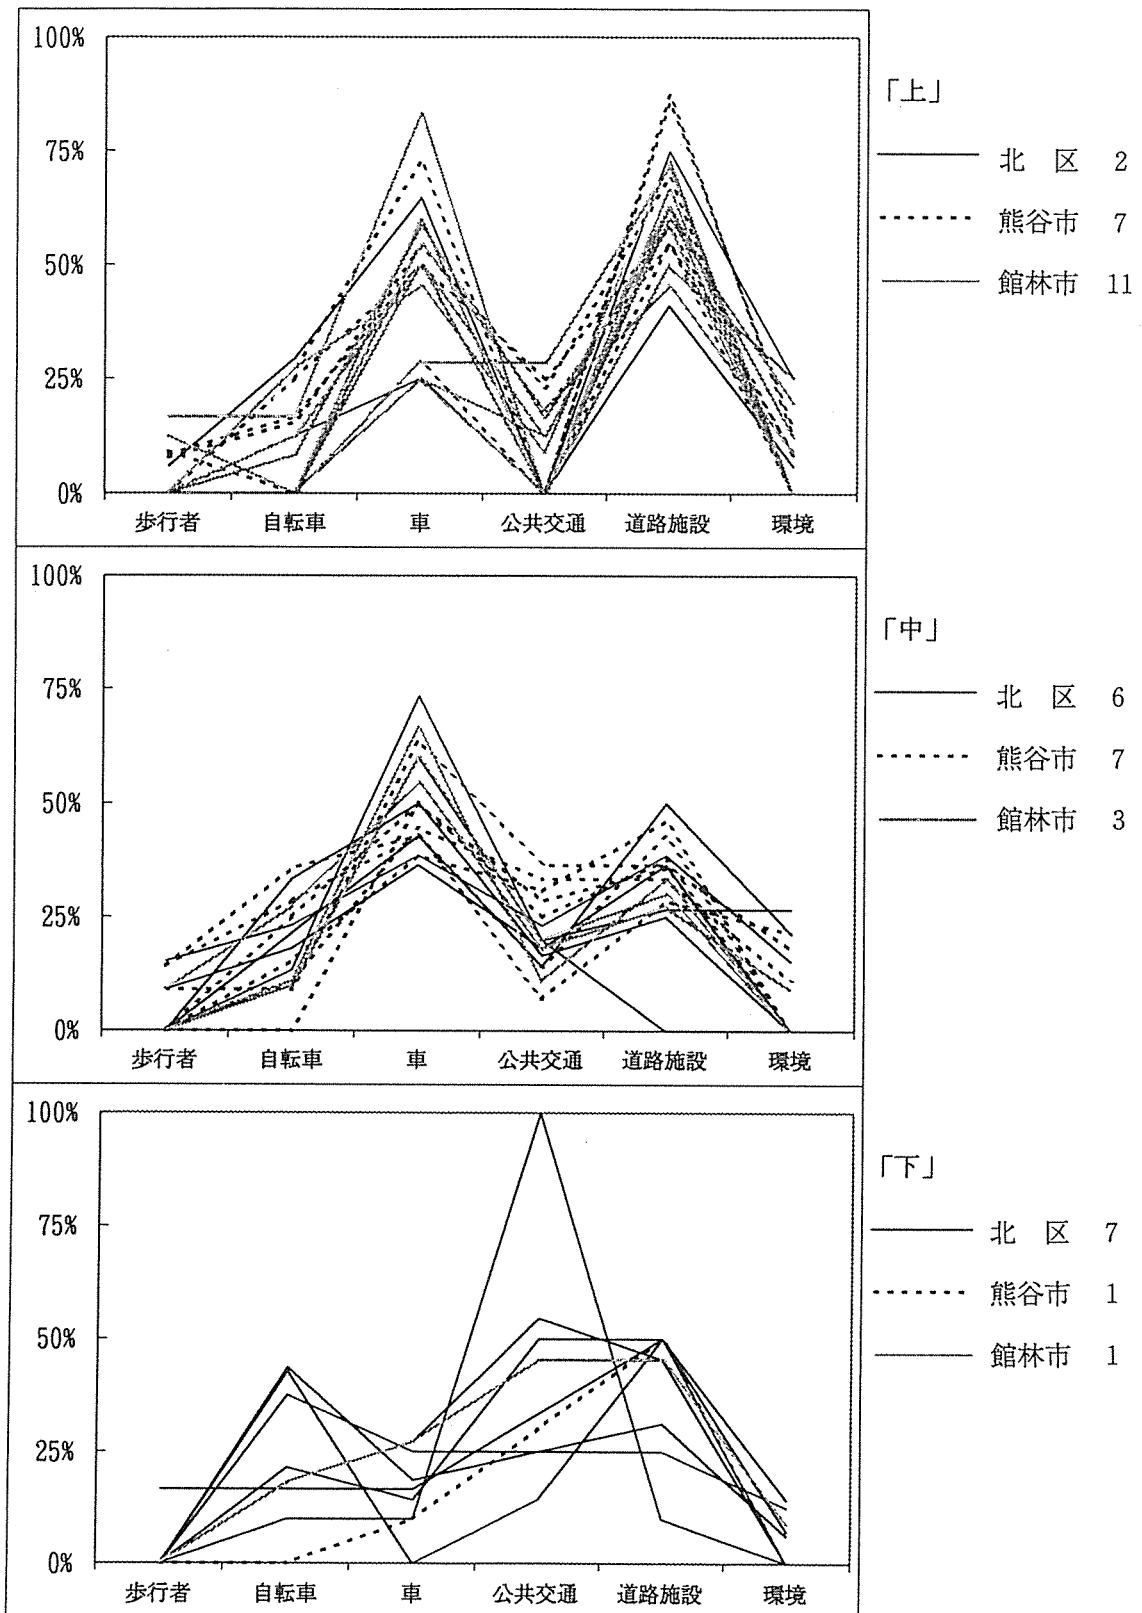 100%
75%
50%
25%
0%
歩行者 自転車 車 公共交通 道路施設 環境
「上」
北 区 2
熊谷市 7
館林市 11
100%
75%
50%
25%
0%
歩行者 自転車 車 公共交通 道路施設 環境
「中」
北 区 6
熊谷市 7
館林市 3
100%
75%
50%
25%
0%
歩行者 自転車 車 公共交通 道路施設 環境
「下」
北 区 7
熊谷市 1
館林市 1